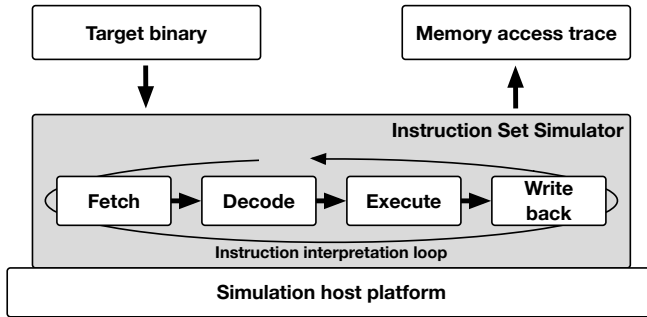 Target binary
Memory access trace
Instruction Set Simulator
Fetch
Decode
Execute
Write
back
Instruction interpretation loop
Simulation host platform